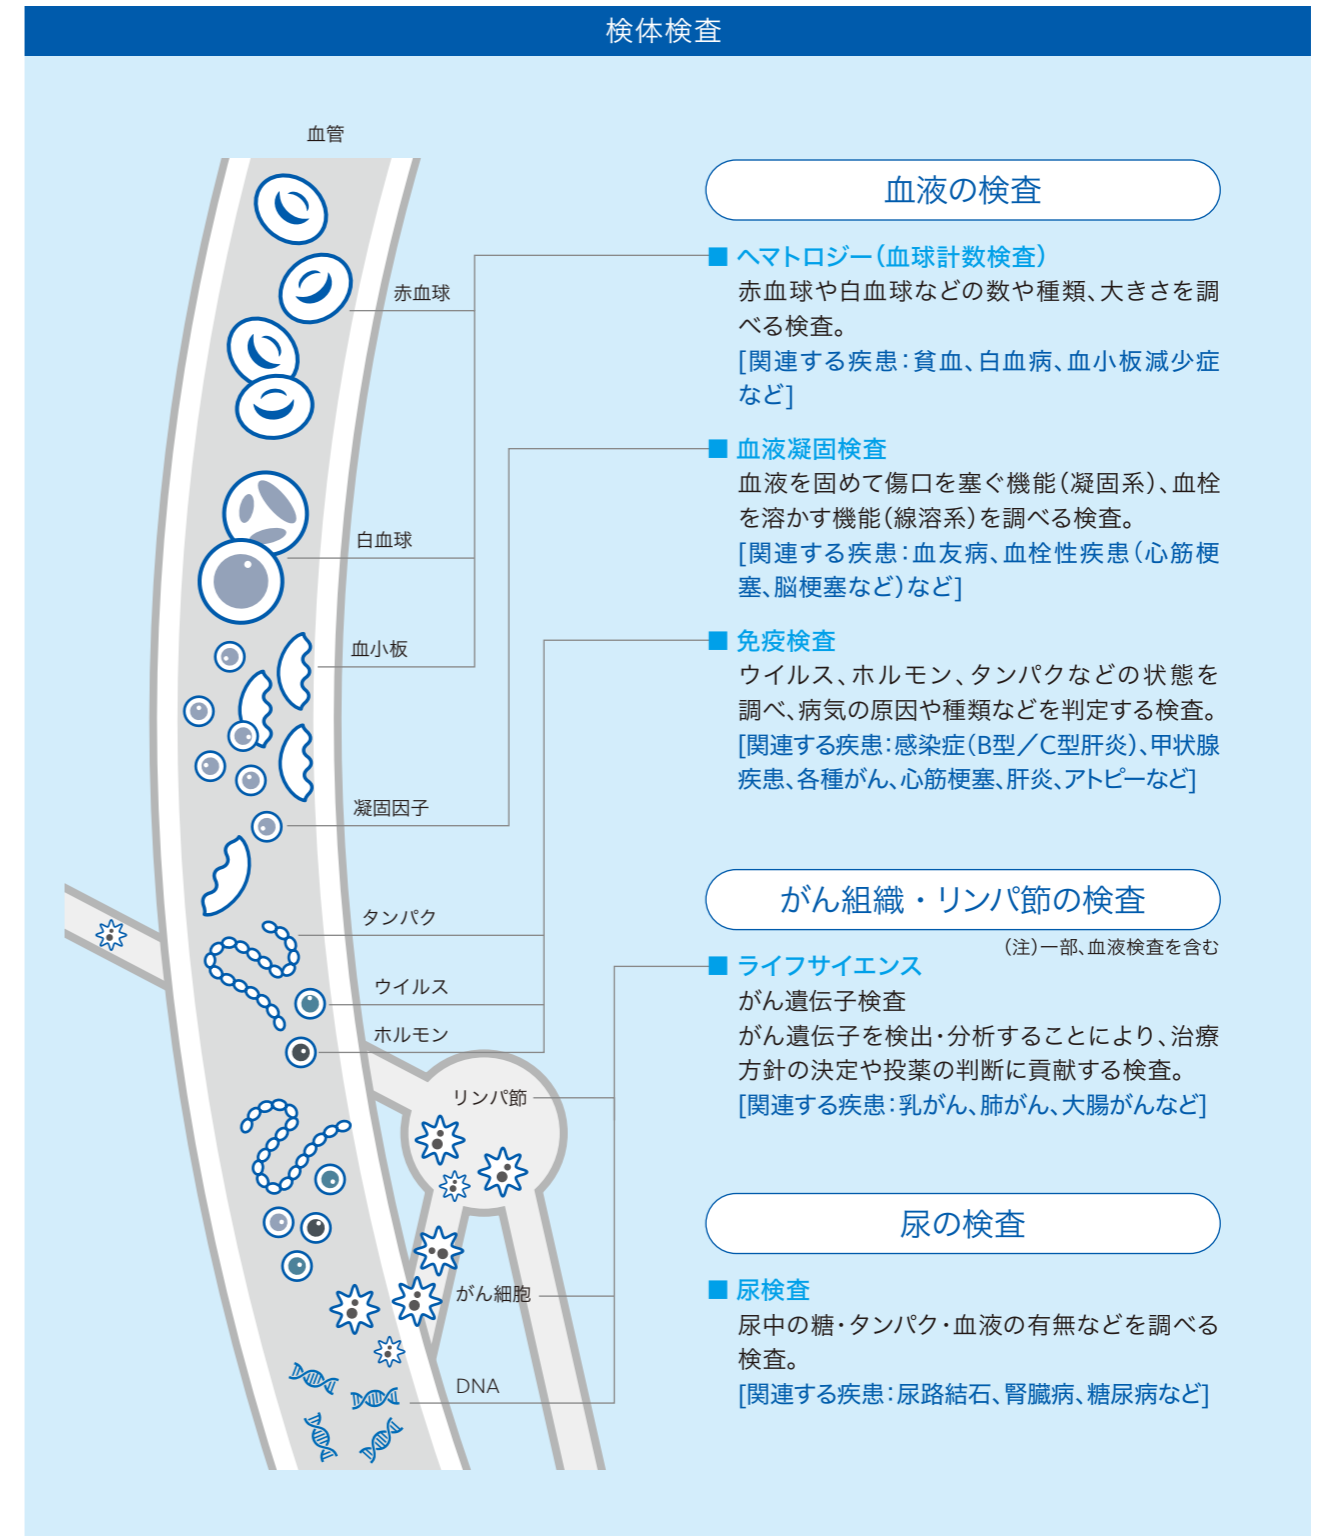 検体検査
血管
赤血球
白血球
血小板
凝固因子
タンパク
ウイルス
ホルモン
リンパ節
がん細胞
DNA
血液の検査
■ ヘマトロジー（血球計数検査）
赤血球や白血球などの数や種類、大きさを調
べる検査。
[関連する疾患：貧血、白血病、血小板減少症
など]
■ 血液凝固検査
血液を固めて傷口を塞ぐ機能（凝固系）、血栓
を溶かす機能（線溶系）を調べる検査。
[関連する疾患：血友病、血栓性疾患（心筋梗
塞、脳梗塞など）など]
■ 免疫検査
ウイルス、ホルモン、タンパクなどの状態を
調べ、病気の原因や種類などを判定する検査。
[関連する疾患：感染症（B型／C型肝炎）、甲状腺
疾患、各種がん、心筋梗塞、肝炎、アトピーなど]
がん組織・リンパ節の検査
（注）一部、血液検査を含む
■ ライフサイエンス
がん遺伝子検査
がん遺伝子を検出・分析することにより、治療
方針の決定や投薬の判断に貢献する検査。
[関連する疾患：乳がん、肺がん、大腸がんなど]
尿の検査
■ 尿検査
尿中の糖・タンパク・血液の有無などを調べる
検査。
[関連する疾患：尿路結石、腎臓病、糖尿病など]